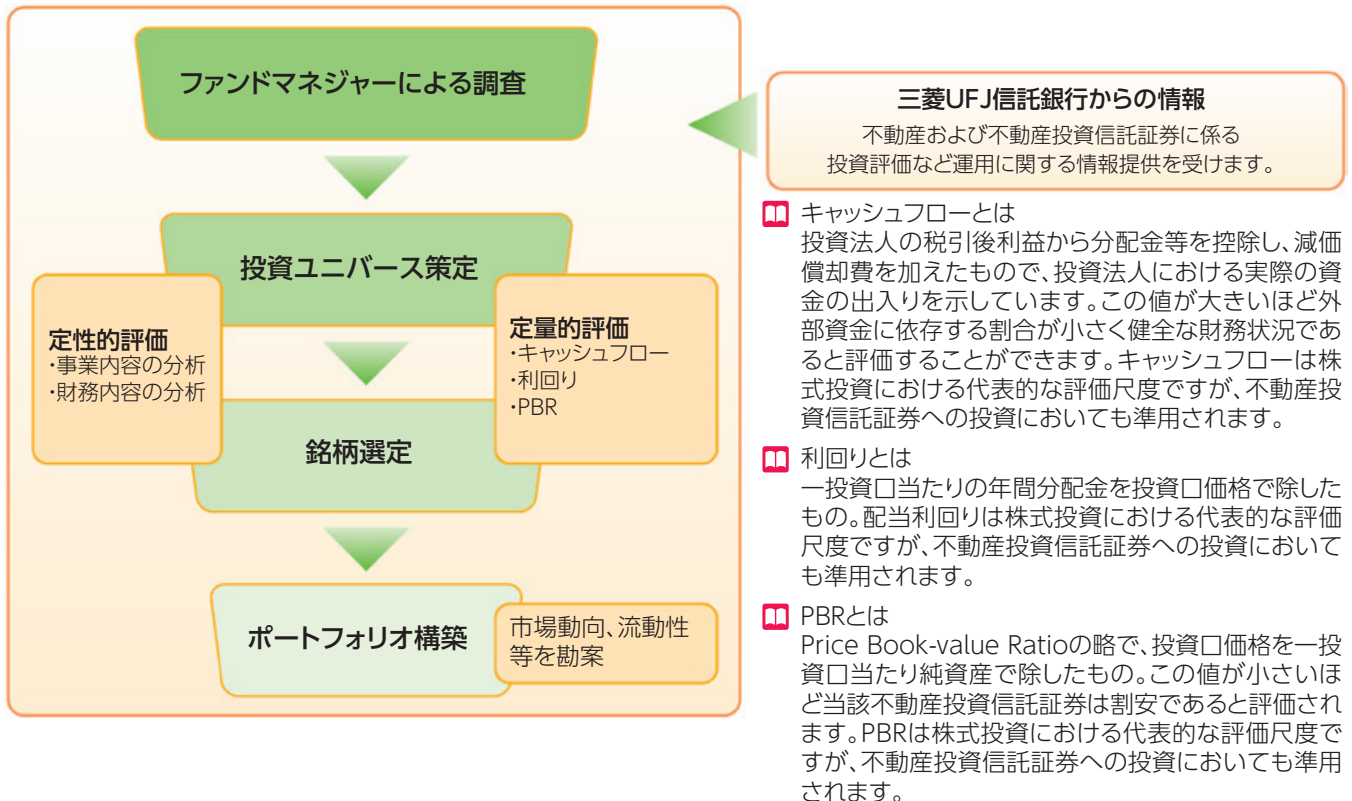 ファンドマネジャーによる調査
投資ユニバース策定
定性的評価
・事業内容の分析
・財務内容の分析
定量的評価
・キャッシュフロー
・利回り
・PBR
銘柄選定
ポートフォリオ構築
市場動向、流動性
等を勘案
三菱UFJ信託銀行からの情報
不動産および不動産投資信託証券に係る
投資評価など運用に関する情報提供を受けます。
キャッシュフローとは
投資法人の税引後利益から分配金等を控除し、減価
償却費を加えたもので、投資法人における実際の資
金の出入りを示しています。この値が大きいほど外
部資金に依存する割合が小さく健全な財務状況であ
ると評価することができます。キャッシュフローは株
式投資における代表的な評価尺度ですが、不動産投
資信託証券への投資においても準用されます。
利回りとは
一投資口当たりの年間分配金を投資口価格で除した
もの。配当利回りは株式投資における代表的な評価
尺度ですが、不動産投資信託証券への投資において
も準用されます。
PBRとは
Price Book-value Ratioの略で、投資口価格を一投
資口当たり純資産で除したもの。この値が小さいほ
ど当該不動産投資信託証券は割安であると評価され
ます。PBRは株式投資における代表的な評価尺度で
すが、不動産投資信託証券への投資においても準用
されます。